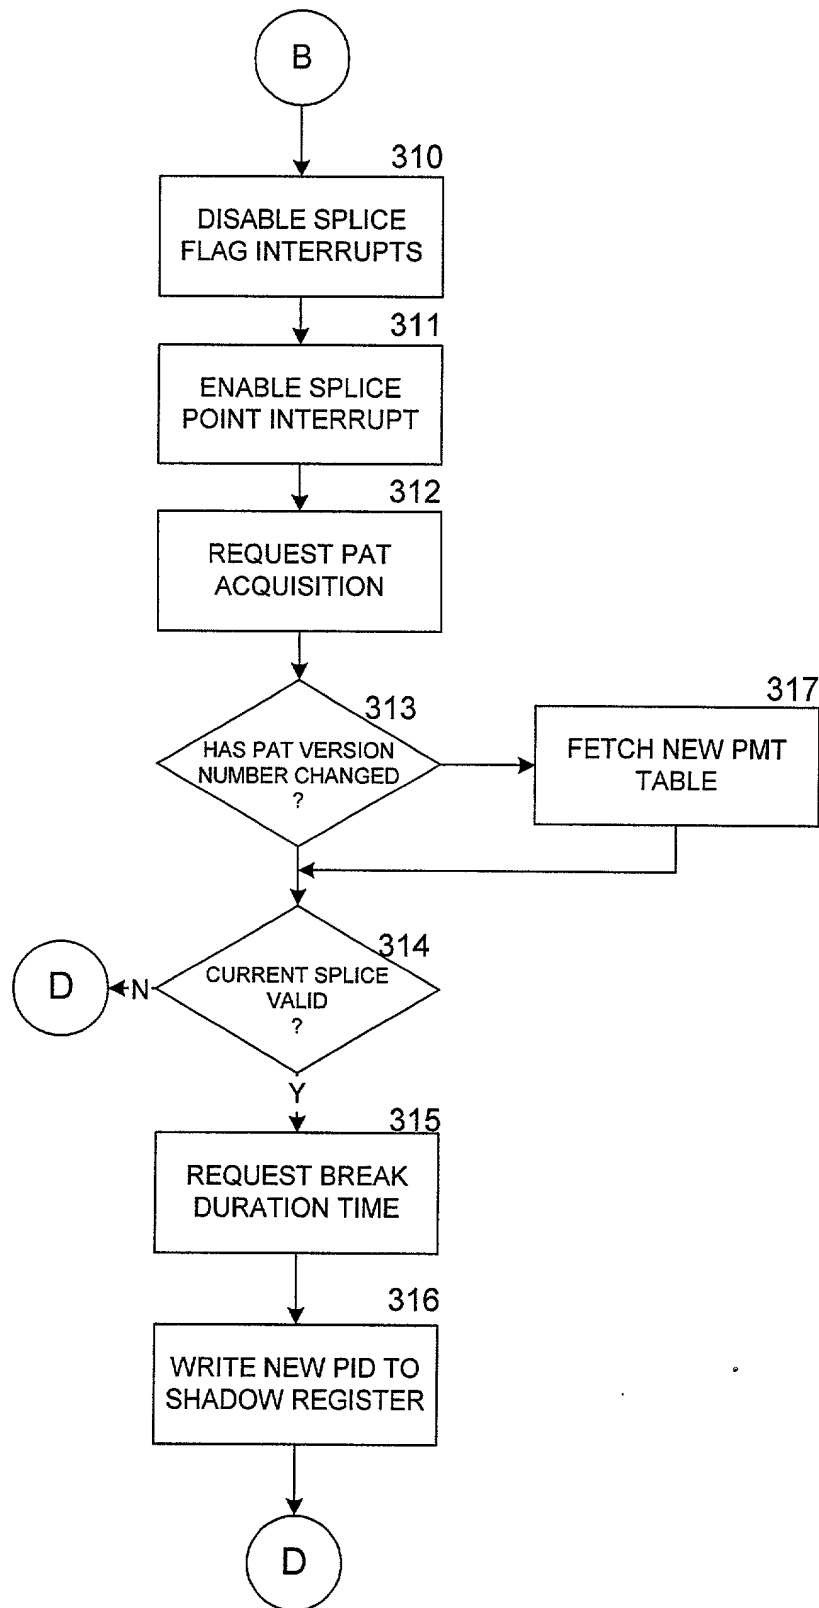 B
310
DISABLE SPLICE
FLAG INTERRUPTS
311
ENABLE SPLICE
POINT INTERRUPT
312
REQUEST PAT
ACQUISITION
313
HAS PAT VERSION
NUMBER CHANGED
?
317
FETCH NEW PMT
TABLE
314
CURRENT SPLICE
VALID
?
N
D
Y
315
REQUEST BREAK
DURATION TIME
316
WRITE NEW PID TO
SHADOW REGISTER
D